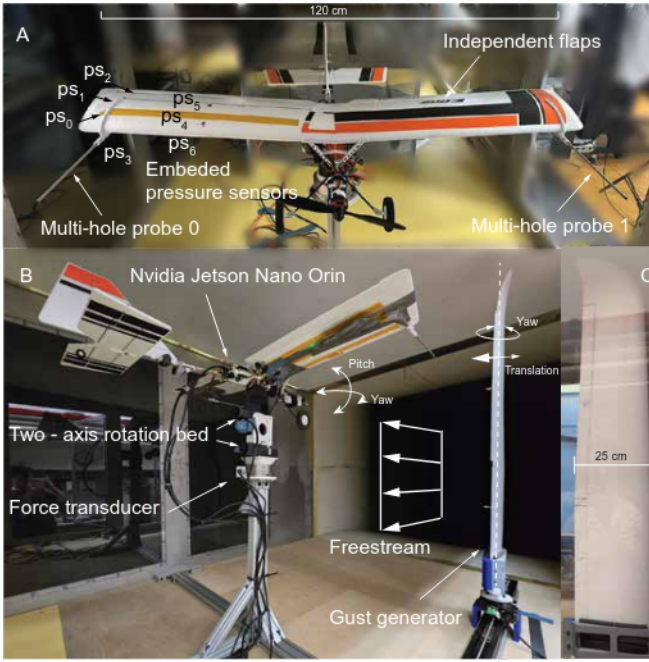 120 cm
A
Independent flaps
ps2
ps1
ps5
ps0
ps4
ps3
ps6
Embeded
pressure sensors
Multi-hole probe 0
Multi-hole probe 1
B
Nvidia Jetson Nano Orin
C
Yaw
Pitch
Translation
Yaw
Two - axis rotation bed
25 cm
Force transducer
Freestream
Gust generator